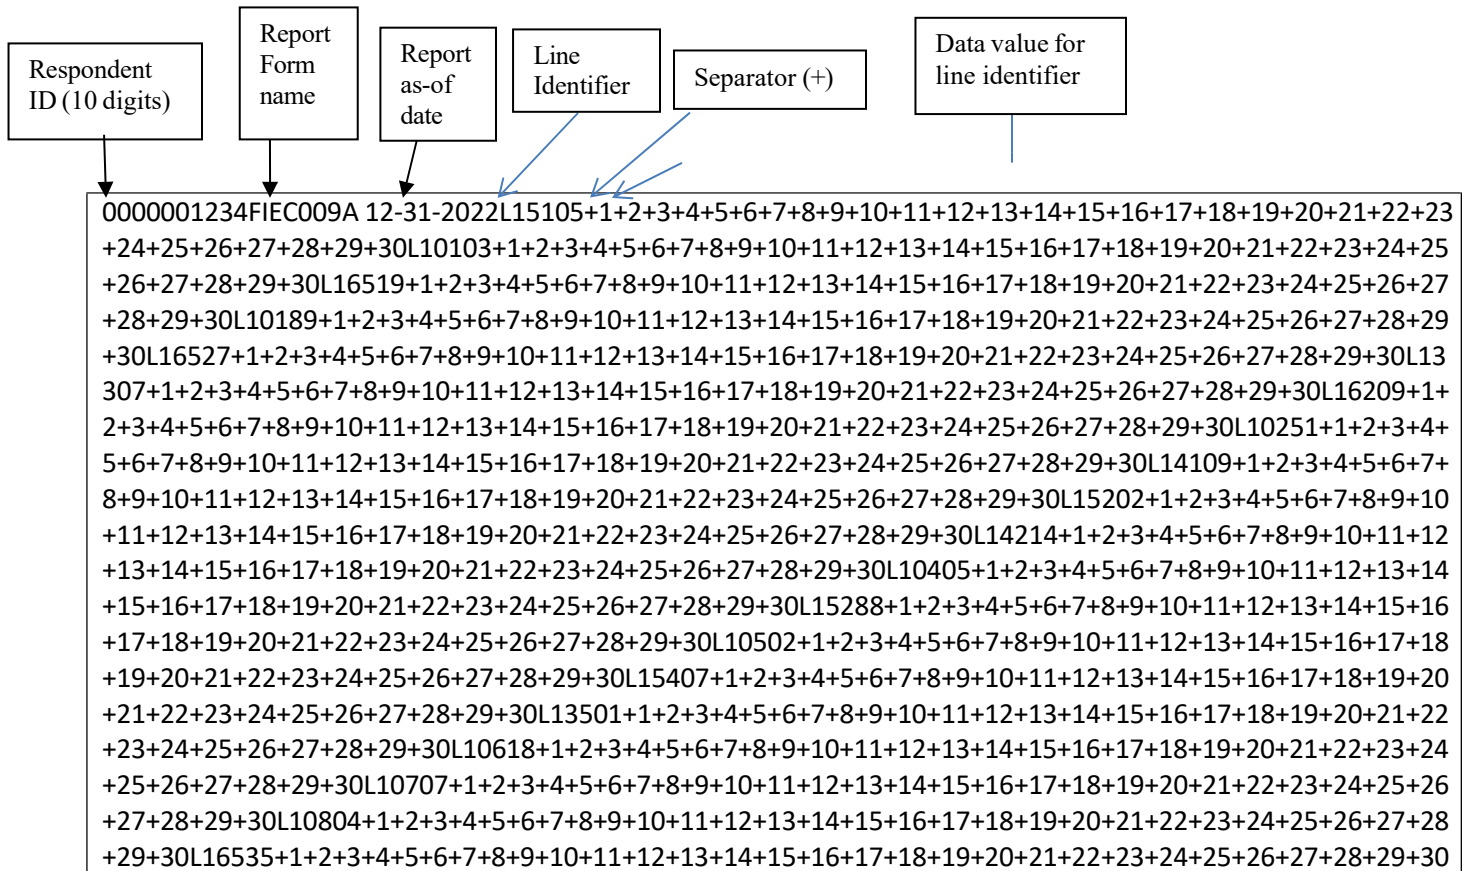 Respondent
ID (10 digits)
Report
Form
name
Report
as-of
date
Line
Identifier
Separator (+)
Data value for
line identifier
0000001234FIEC009A 12-31-2022L15105+1+2+3+4+5+6+7+8+9+10+11+12+13+14+15+16+17+18+19+20+21+22+23
+24+25+26+27+28+29+30L10103+1+2+3+4+5+6+7+8+9+10+11+12+13+14+15+16+17+18+19+20+21+22+23+24+25
+26+27+28+29+30L16519+1+2+3+4+5+6+7+8+9+10+11+12+13+14+15+16+17+18+19+20+21+22+23+24+25+26+27
+28+29+30L10189+1+2+3+4+5+6+7+8+9+10+11+12+13+14+15+16+17+18+19+20+21+22+23+24+25+26+27+28+29
+30L16527+1+2+3+4+5+6+7+8+9+10+11+12+13+14+15+16+17+18+19+20+21+22+23+24+25+26+27+28+29+30L13
307+1+2+3+4+5+6+7+8+9+10+11+12+13+14+15+16+17+18+19+20+21+22+23+24+25+26+27+28+29+30L16209+1+
2+3+4+5+6+7+8+9+10+11+12+13+14+15+16+17+18+19+20+21+22+23+24+25+26+27+28+29+30L10251+1+2+3+4+
5+6+7+8+9+10+11+12+13+14+15+16+17+18+19+20+21+22+23+24+25+26+27+28+29+30L14109+1+2+3+4+5+6+7+
8+9+10+11+12+13+14+15+16+17+18+19+20+21+22+23+24+25+26+27+28+29+30L15202+1+2+3+4+5+6+7+8+9+10
+11+12+13+14+15+16+17+18+19+20+21+22+23+24+25+26+27+28+29+30L14214+1+2+3+4+5+6+7+8+9+10+11+12
+13+14+15+16+17+18+19+20+21+22+23+24+25+26+27+28+29+30L10405+1+2+3+4+5+6+7+8+9+10+11+12+13+14
+15+16+17+18+19+20+21+22+23+24+25+26+27+28+29+30L15288+1+2+3+4+5+6+7+8+9+10+11+12+13+14+15+16
+17+18+19+20+21+22+23+24+25+26+27+28+29+30L10502+1+2+3+4+5+6+7+8+9+10+11+12+13+14+15+16+17+18
+19+20+21+22+23+24+25+26+27+28+29+30L15407+1+2+3+4+5+6+7+8+9+10+11+12+13+14+15+16+17+18+19+20
+21+22+23+24+25+26+27+28+29+30L13501+1+2+3+4+5+6+7+8+9+10+11+12+13+14+15+16+17+18+19+20+21+22
+23+24+25+26+27+28+29+30L10618+1+2+3+4+5+6+7+8+9+10+11+12+13+14+15+16+17+18+19+20+21+22+23+24
+25+26+27+28+29+30L10707+1+2+3+4+5+6+7+8+9+10+11+12+13+14+15+16+17+18+19+20+21+22+23+24+25+26
+27+28+29+30L10804+1+2+3+4+5+6+7+8+9+10+11+12+13+14+15+16+17+18+19+20+21+22+23+24+25+26+27+28
+29+30L16535+1+2+3+4+5+6+7+8+9+10+11+12+13+14+15+16+17+18+19+20+21+22+23+24+25+26+27+28+29+30